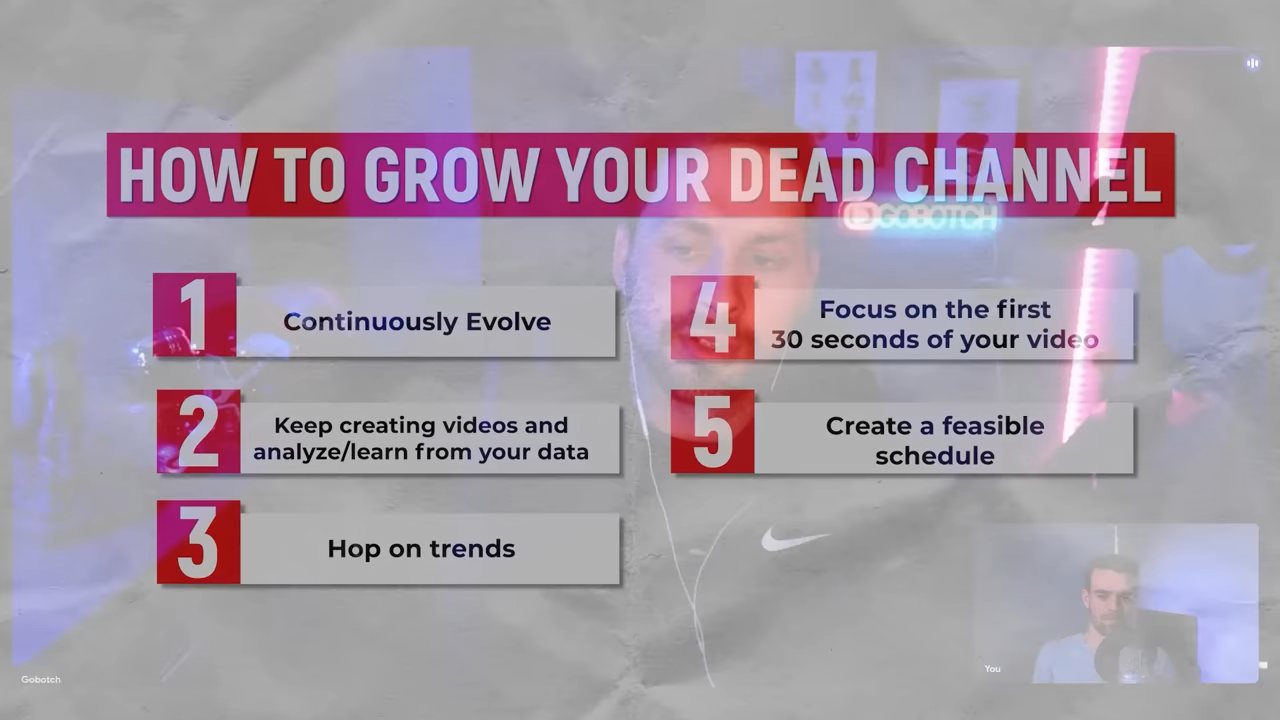 HOW TO GROW YOUR DEAD CHANNEL
GOBOTCH
1
Continuously Evolve
2
Keep creating videos and
analyze/learn from your data
3
Hop on trends
4
Focus on the first
30 seconds of your video
5
Create a feasible
schedule
Gobotch
You